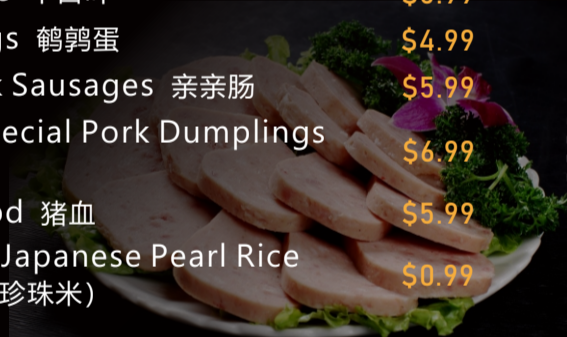 gs 鹌鹑蛋 $4.99
k Sausages 亲亲肠 $5.99
ecial Pork Dumplings
$6.99
od 猪血 $5.99
Japanese Pearl Rice
$0.99
珍珠米)